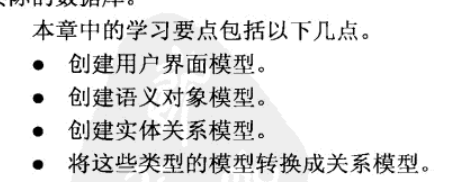 本章中的学习要点包括以下几点。
● 创建用户界面模型。
● 创建语义对象模型。
● 创建实体关系模型。
● 将这些类型的模型转换成关系模型。